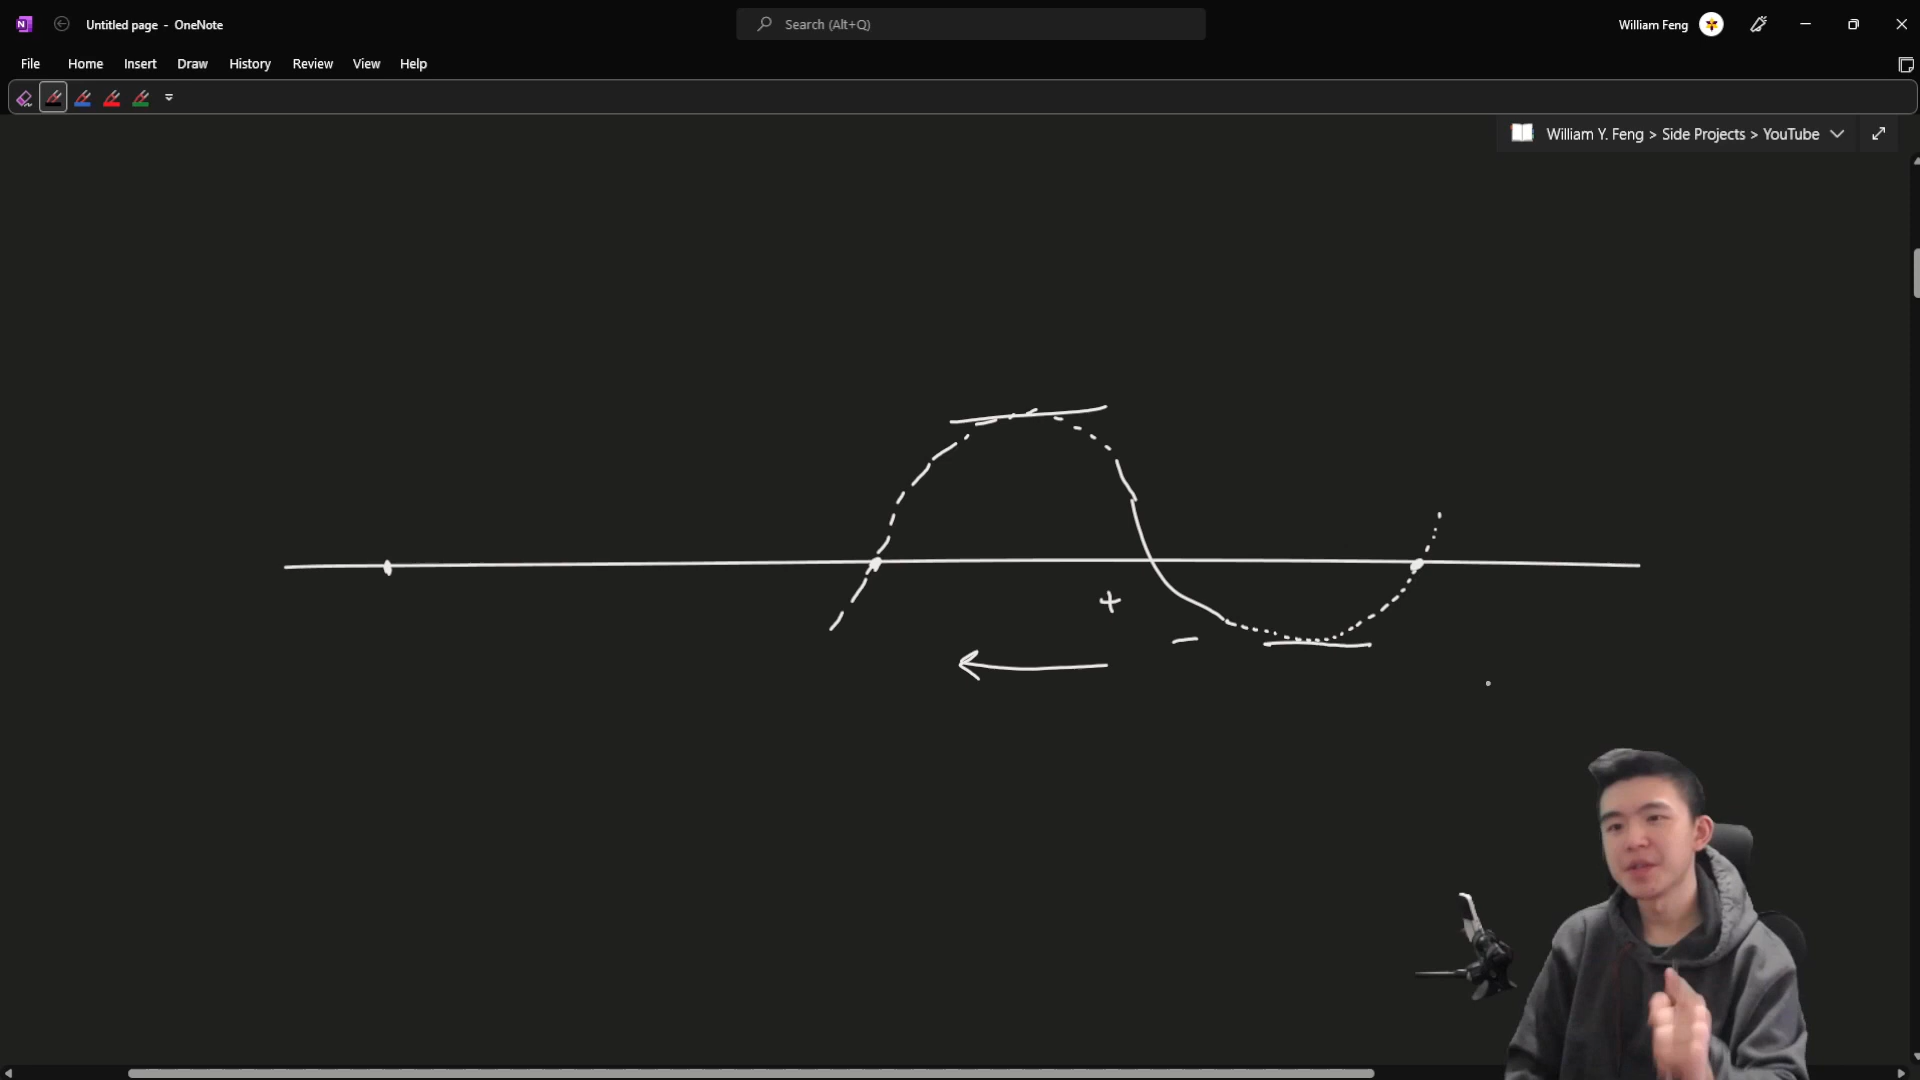 Untitled page - OneNote
Search (Alt+Q)
William Feng
File Home Insert Draw History Review View Help
William Y. Feng > Side Projects > YouTube
+
−